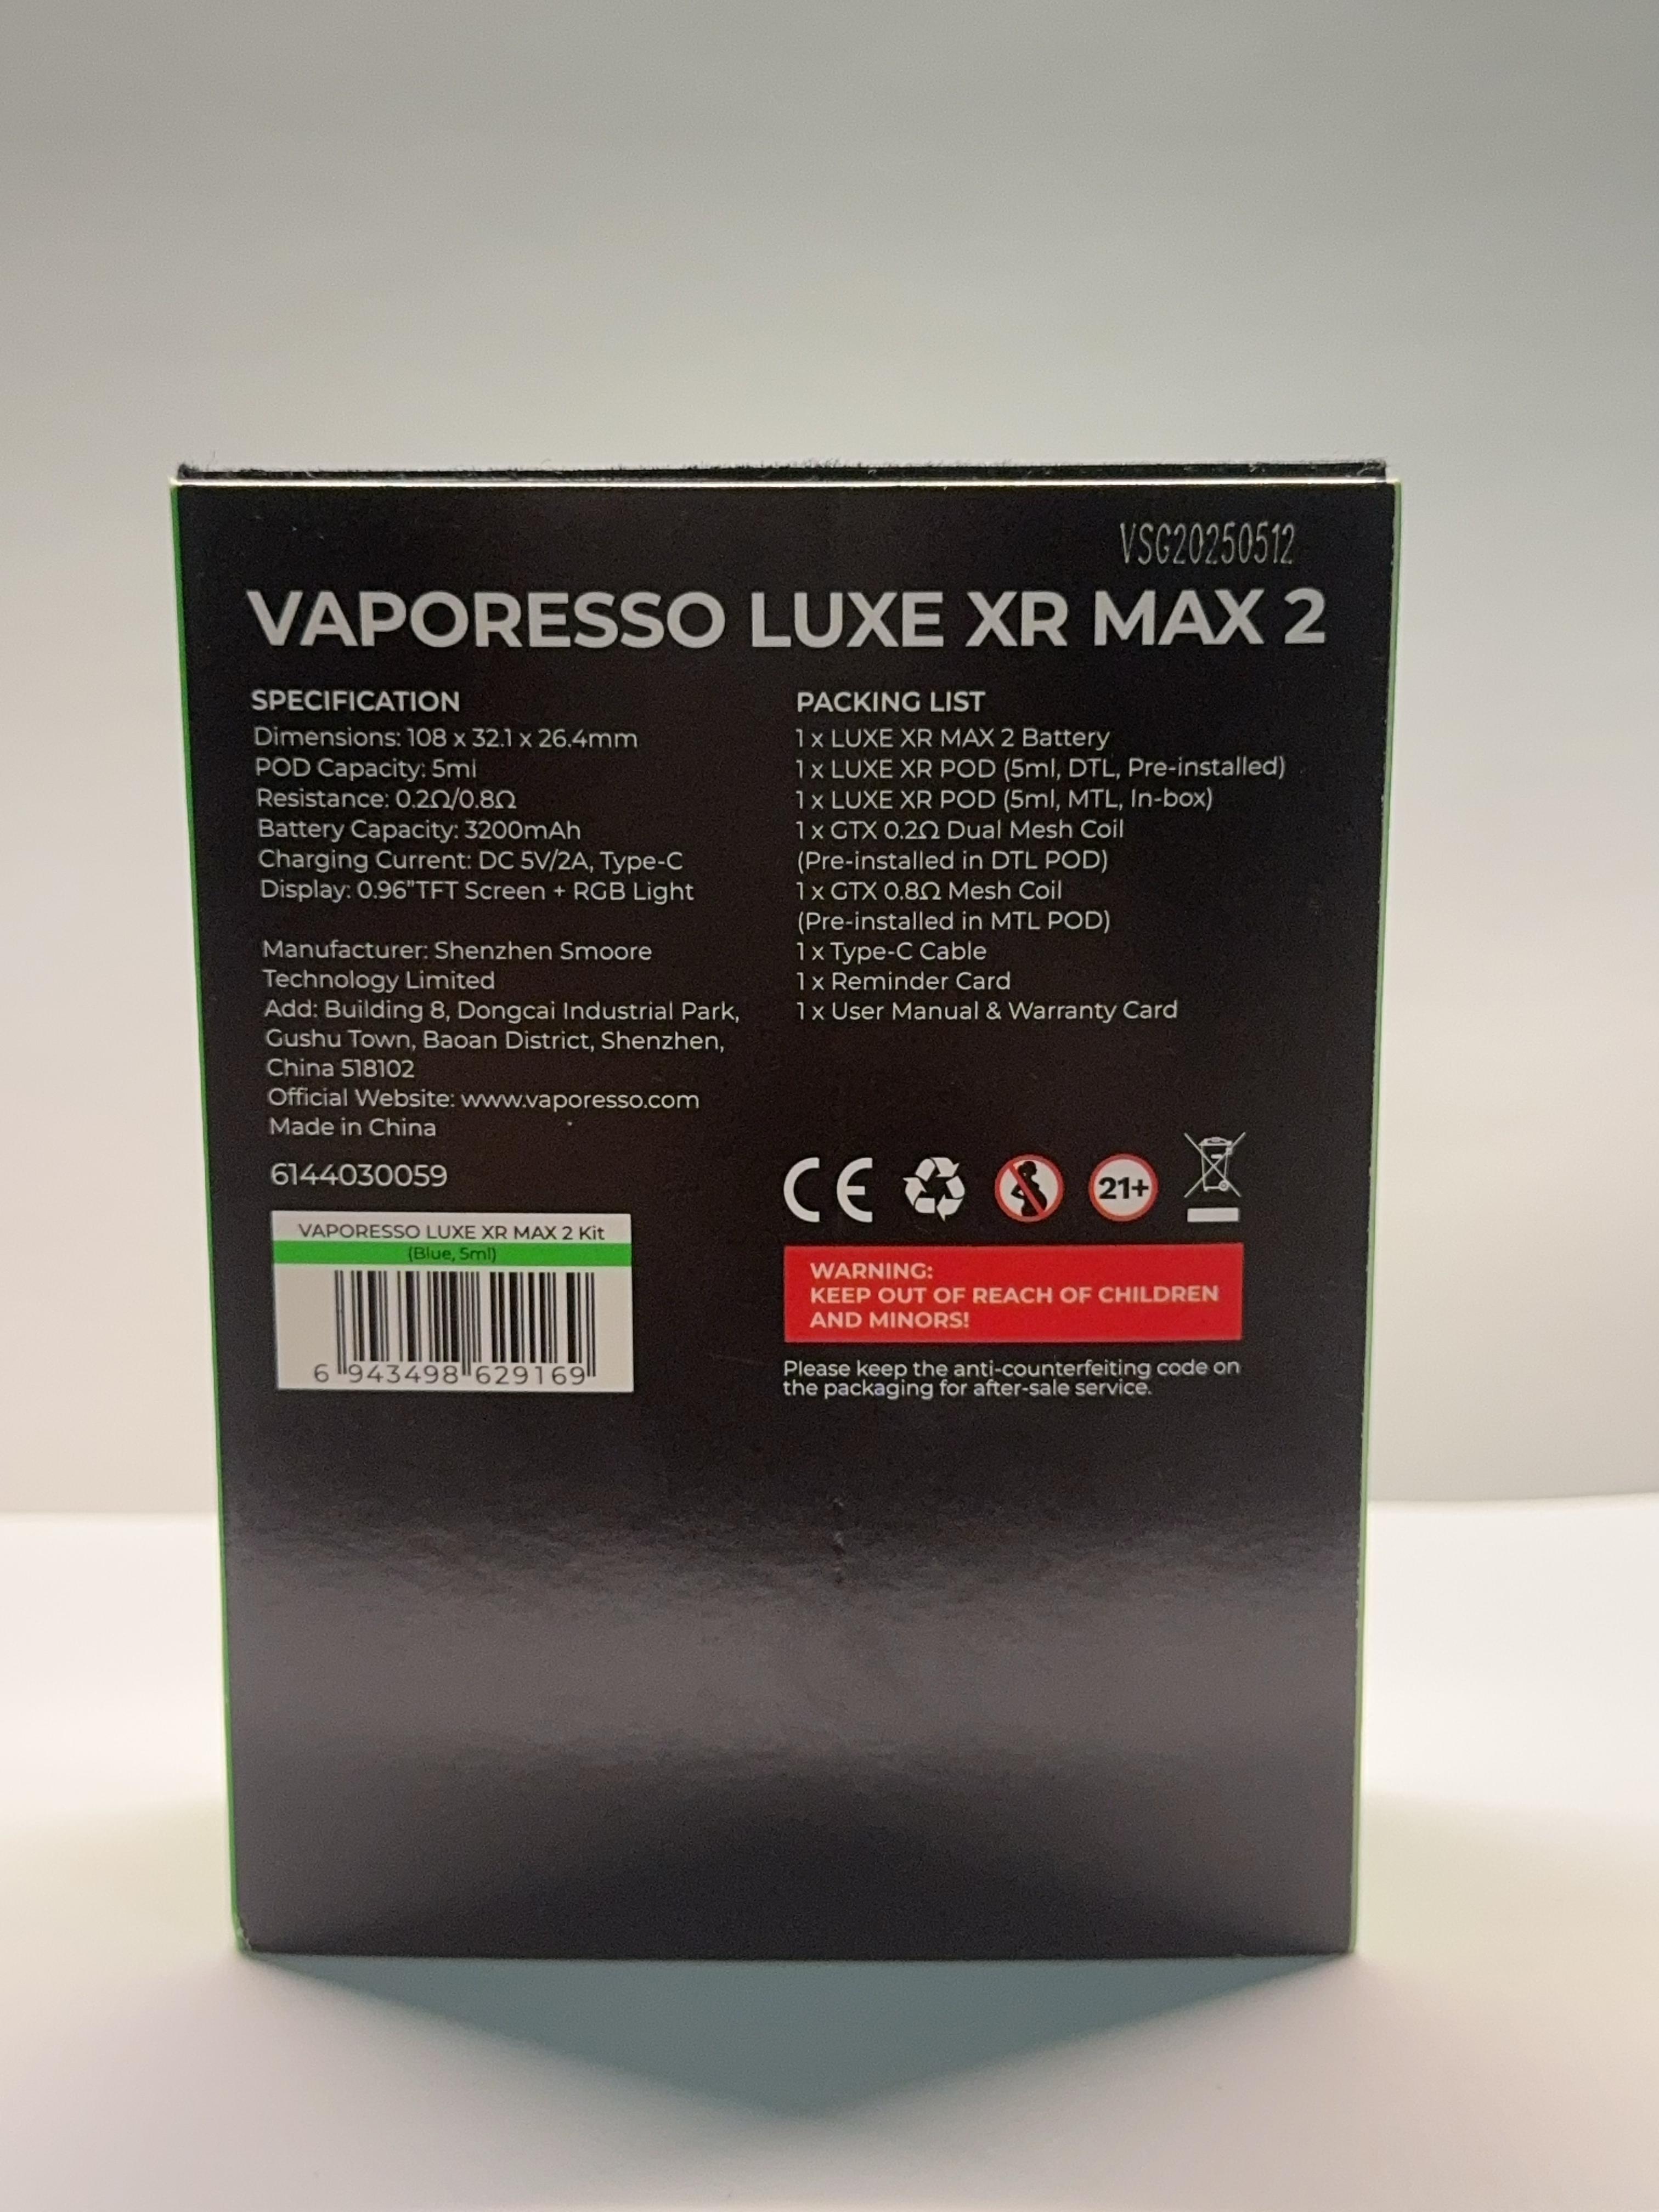 VSG20250512
VAPORESSO LUXE XR MAX 2
SPECIFICATION
Dimensions: 108 x 32.1 x 26.4mm
POD Capacity: 5ml
Resistance: 0.2Ω/0.8Ω
Battery Capacity: 3200mAh
Charging Current: DC 5V/2A, Type-C
Display: 0.96”TFT Screen + RGB Light
Manufacturer: Shenzhen Smoore
Technology Limited
Add: Building 8, Dongcai Industrial Park,
Gushu Town, Baoan District, Shenzhen,
China 518102
Official Website: www.vaporesso.com
Made in China
6144030059
VAPORESSO LUXE XR MAX 2 Kit
(Blue, 5ml)
6 943498 629169
PACKING LIST
1 x LUXE XR MAX 2 Battery
1 x LUXE XR POD (5ml, DTL, Pre-installed)
1 x LUXE XR POD (5ml, MTL, In-box)
1 x GTX 0.2Ω Dual Mesh Coil
(Pre-installed in DTL POD)
1 x GTX 0.8Ω Mesh Coil
(Pre-installed in MTL POD)
1 x Type-C Cable
1 x Reminder Card
1 x User Manual & Warranty Card
CE
21+
WARNING:
KEEP OUT OF REACH OF CHILDREN
AND MINORS!
Please keep the anti-counterfeiting code on
the packaging for after-sale service.